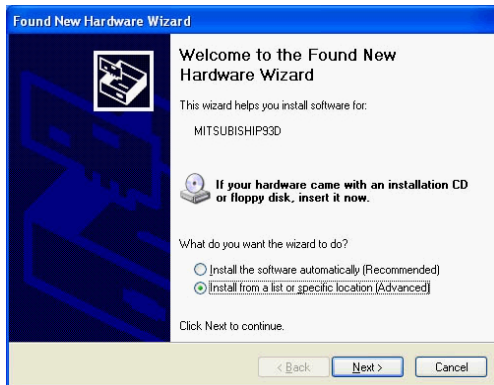 Found New Hardware Wizard
Welcome to the Found New
Hardware Wizard
This wizard helps you install software for:
MITSUBISHIP93D
If your hardware came with an installation CD
or floppy disk, insert it now.
What do you want the wizard to do?
Install the software automatically (Recommended)
Install from a list or specific location (Advanced)
Click Next to continue.
< Back
Next >
Cancel